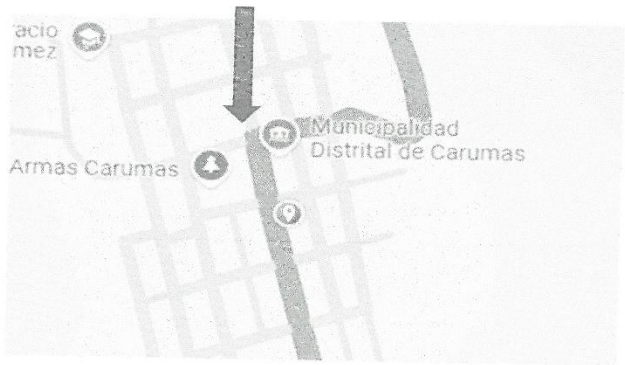 acio
mez
Municipalidad
Distrital de Carumas
Armas Carumas